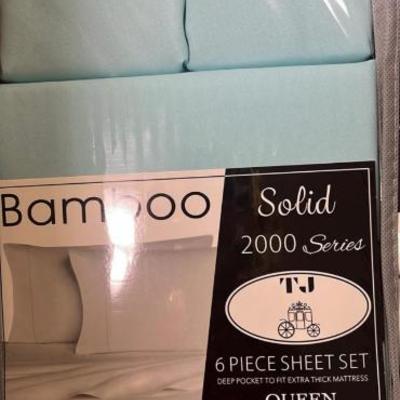 Bamboo
Solid
2000 Series
TJ
6 PIECE SHEET SET
DEEP POCKET TO FIT EXTRA THICK MATTRESS
QUEEN